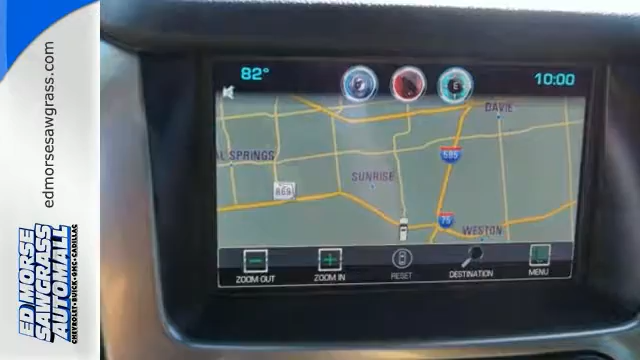 edmorsesawgrass.com
ED MORSE
SAWGRASS
AUTOMALL
CHEVROLET•BUICK•GMC•CADILLAC
82°
E
10:00
DAVIE
AL SPRINGS
595
869
SUNRISE
75
WESTON
ZOOM OUT
ZOOM IN
RESET
DESTINATION
MENU